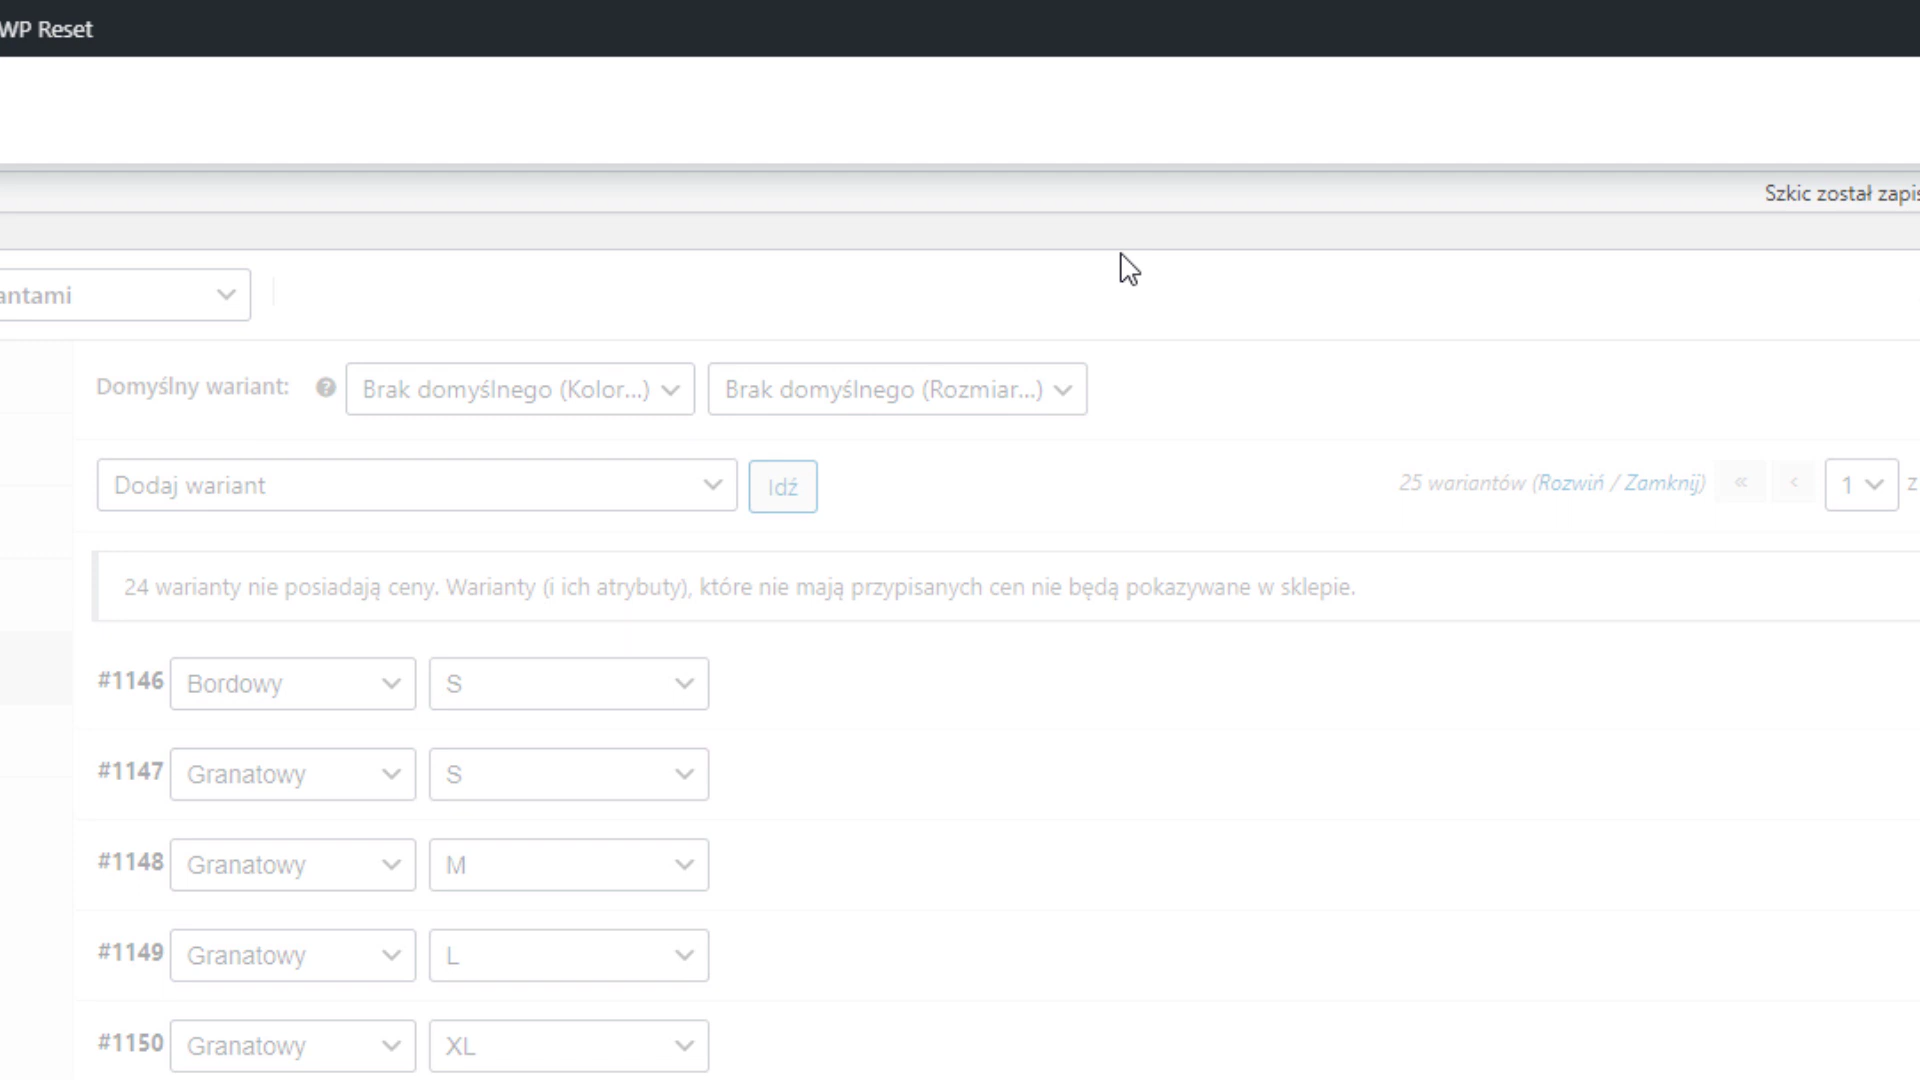 WP Reset
Szkic został
Domyślny wariant: Brak domyślnego (Kolor...) Brak domyślnego (Rozmiar...)
Dodaj wariant Idź 25 wariantów (Rozwiń / Zamknij) « ‹ 1 z
24 warianty nie posiadają ceny. Warianty (i ich atrybuty), które nie mają przypisanych cen nie będą pokazywane w sklepie.
#1146 Bordowy S
#1147 Granatowy S
#1148 Granatowy M
#1149 Granatowy L
#1150 Granatowy XL